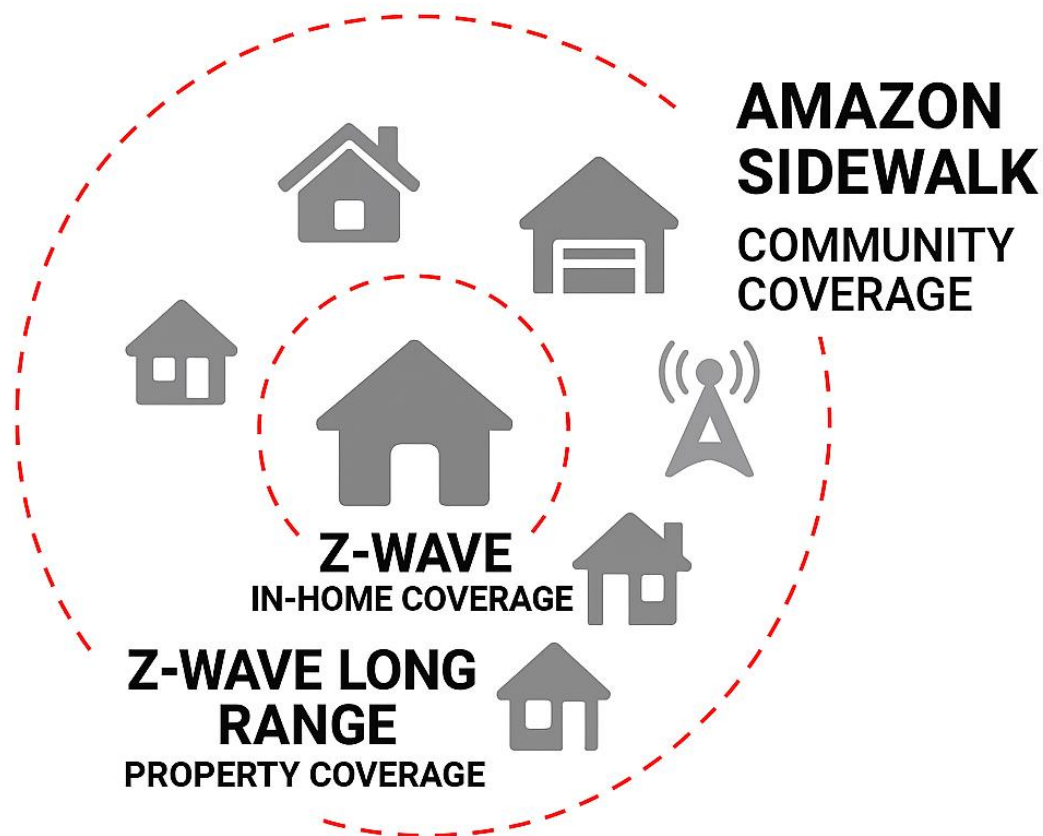 AMAZON
SIDEWALK
COMMUNITY
COVERAGE
Z-WAVE
IN-HOME COVERAGE
Z-WAVE LONG
RANGE
PROPERTY COVERAGE